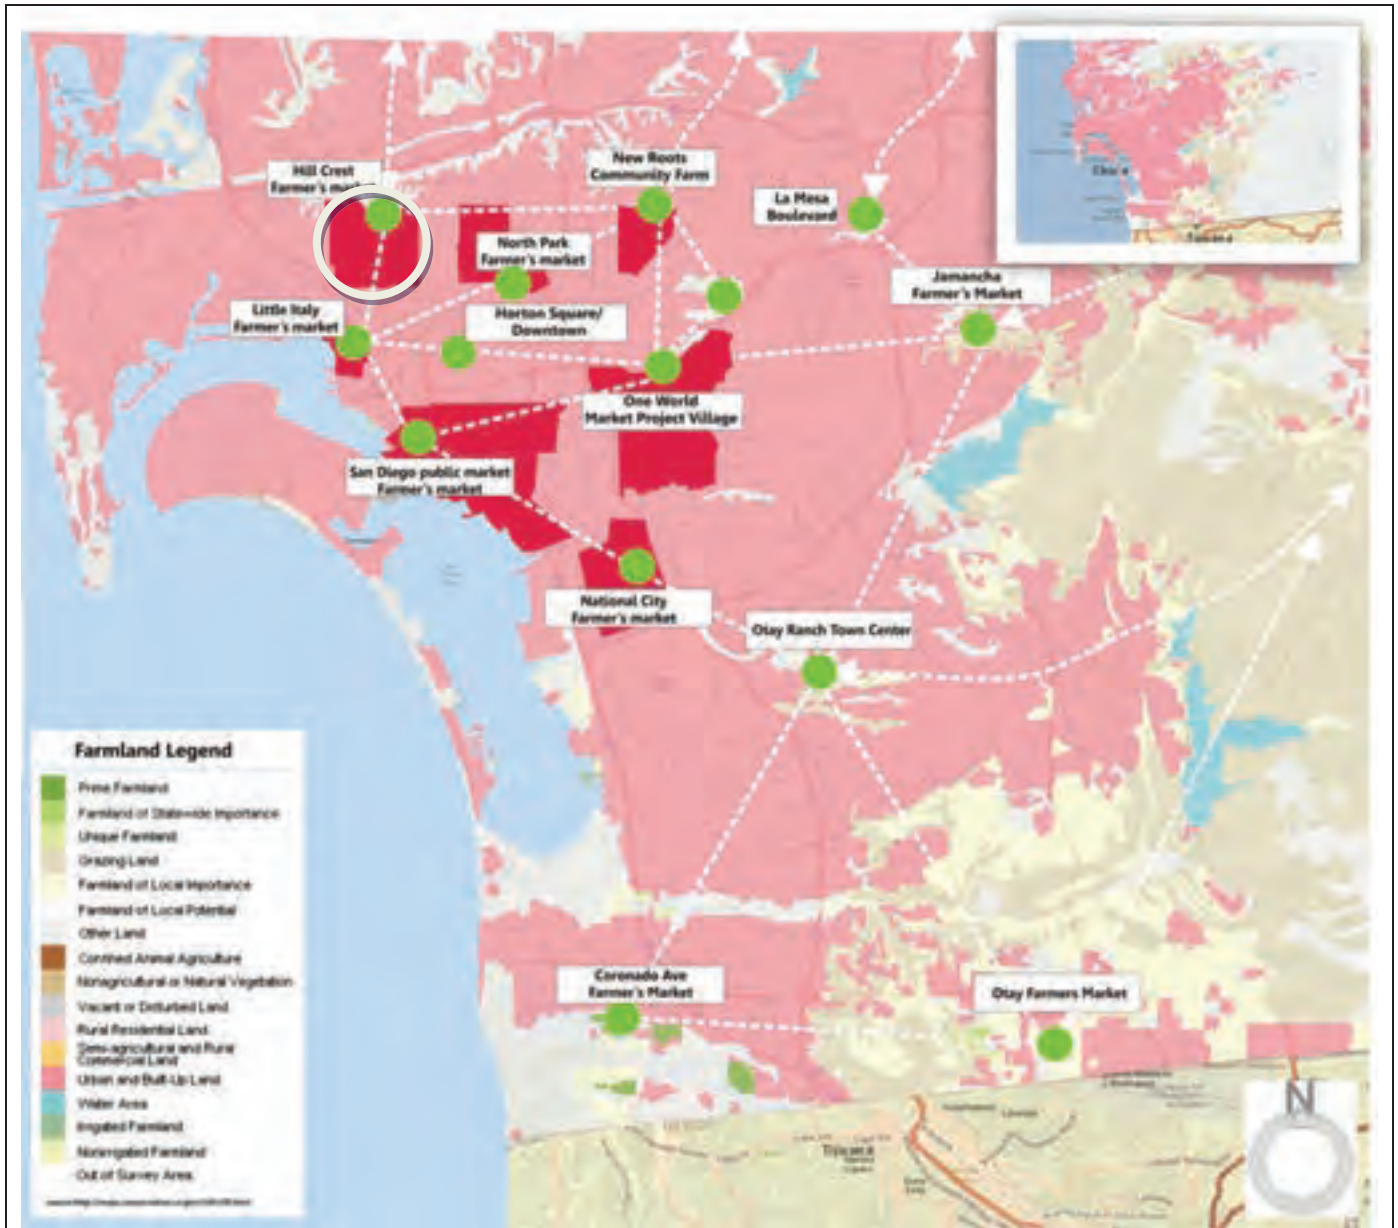 Hill Crest
Farmer's market
New Roots
Community Farm
La Mesa
Boulevard
North Park
Farmer's market
Jamancha
Farmer's Market
Little Italy
Farmer's market
Horton Square/
Downtown
One World
Market Project Village
San Diego public market
Farmer's market
National City
Farmer's market
Otay Ranch Town Center
Coronado Ave
Farmer's Market
Otay Farmers Market
Tijuana
N
Farmland Legend
Prime Farmland
Farmland of Statewide Importance
Unique Farmland
Grazing Land
Farmland of Local Importance
Farmland of Local Potential
Other Land
Confined Animal Agriculture
Nonagricultural or Natural Vegetation
Vacant or Disturbed Land
Rural Residential Land
Semi-agricultural and Rural
Commercial Land
Urban and Built-Up Land
Water Area
Irrigated Farmland
Nonirrigated Farmland
Out of Survey Area